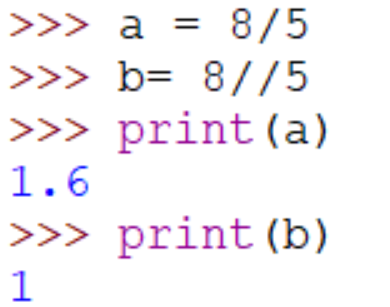 >>> a = 8/5
>>> b= 8//5
>>> print(a)
1.6
>>> print(b)
1